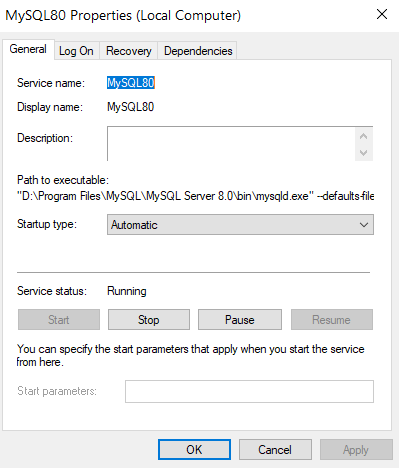 MySQL80 Properties (Local Computer)
General Log On Recovery Dependencies
Service name: MySQL80
Display name: MySQL80
Description:
Path to executable:
"D:\Program Files\MySQL\MySQL Server 8.0\bin\mysqld.exe" --defaults-file
Startup type: Automatic
Service status: Running
Start Stop Pause Resume
You can specify the start parameters that apply when you start the service
from here.
Start parameters:
OK Cancel Apply